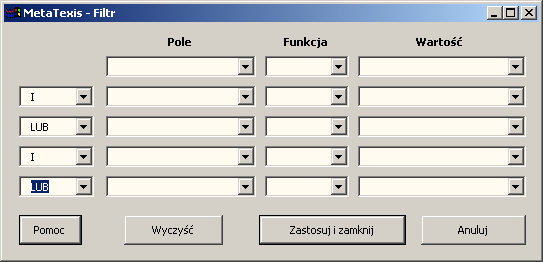 MetaTexis - Filtr
Pole Funkcja Wartość
I
LUB
I
LUB
Pomoc Wyczyść Zastosuj i zamknij Anuluj